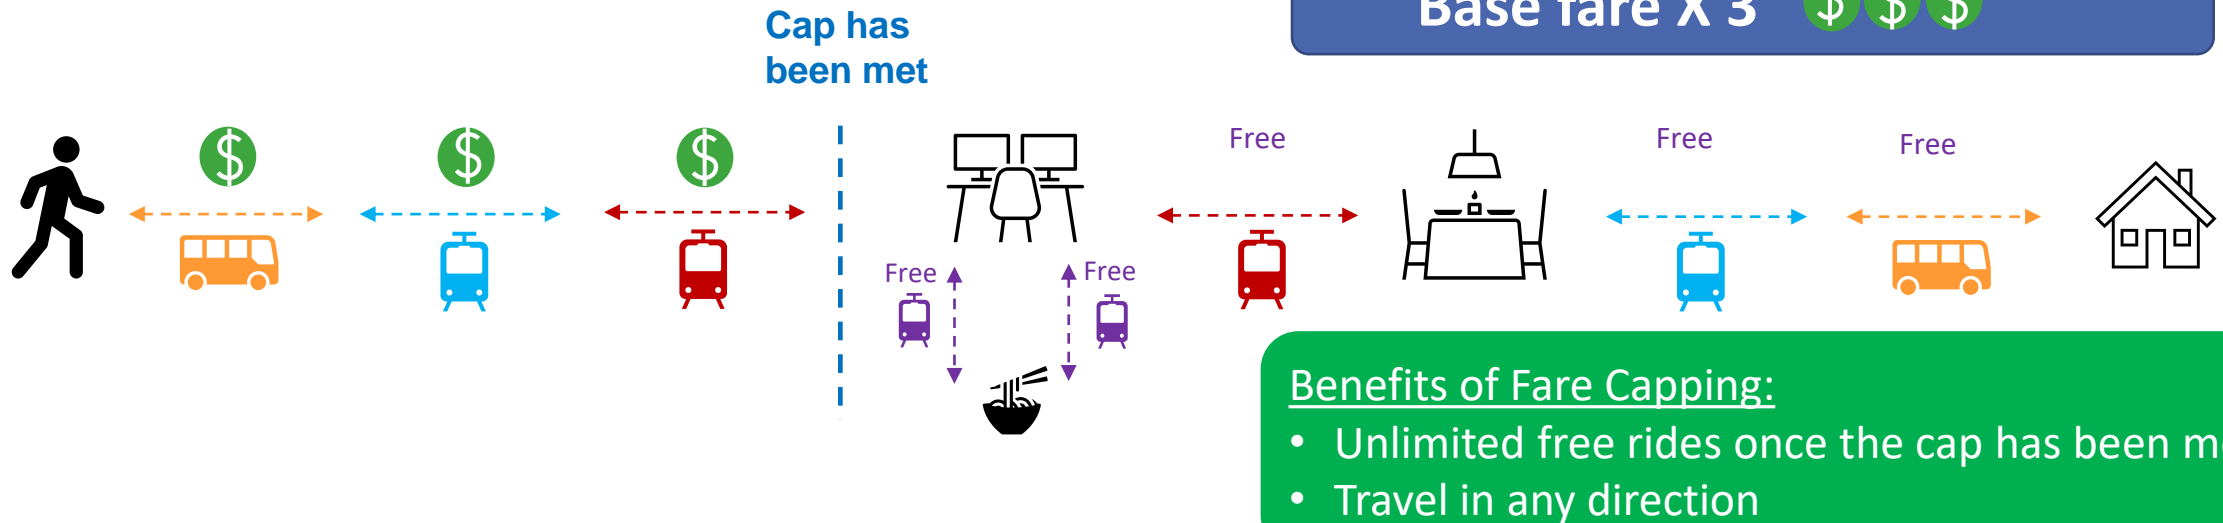 Base fare X 3
Cap has
been met
Free
Free
Free
Free
Free
Benefits of Fare Capping:
• Unlimited free rides once the cap has been
• Travel in any direction